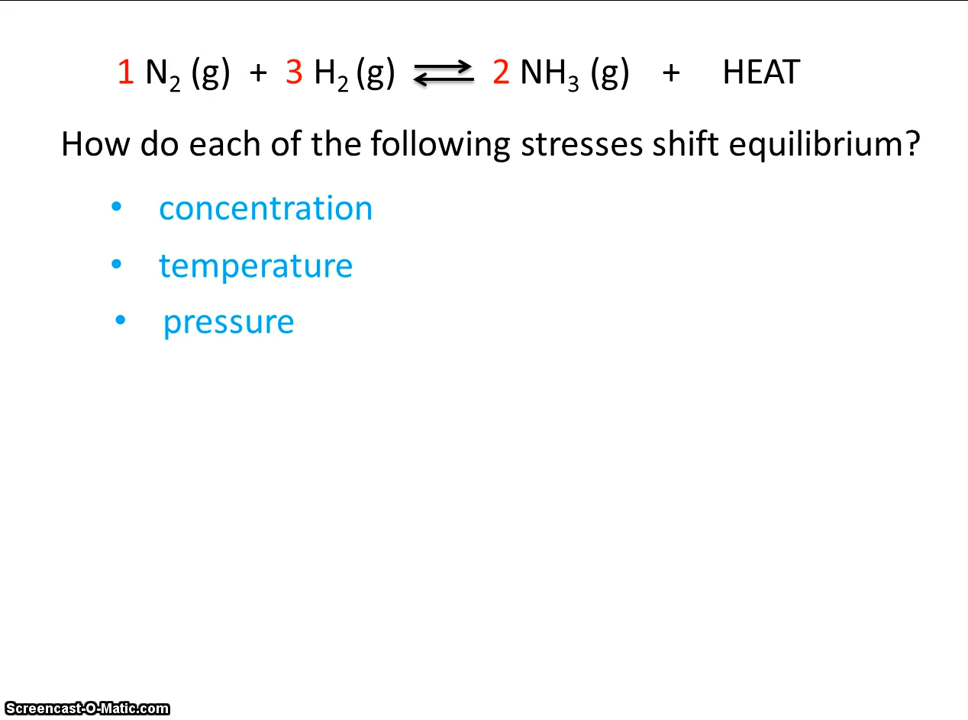 1 N₂ (g) + 3 H₂ (g) ⇌ 2 NH₃ (g) + HEAT
How do each of the following stresses shift equilibrium?
• concentration
• temperature
• pressure
Screencast-O-Matic.com